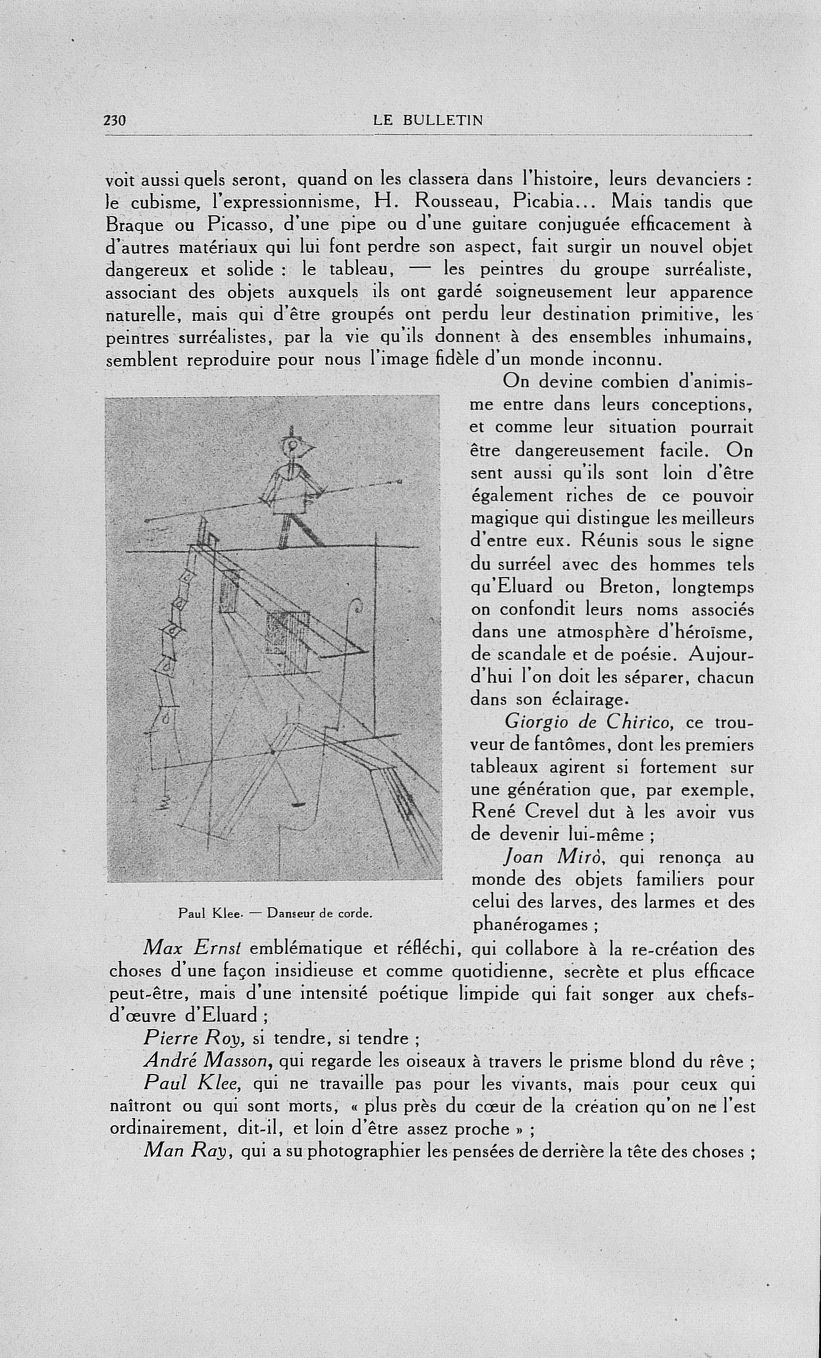 230
LE BULLETIN
voit aussi quels seront, quand on les classera dans l'histoire, leurs devanciers :
le cubisme, l'expressionnisme, H. Rousseau, Picabia... Mais tandis que
Braque ou Picasso, d'une pipe ou d'une guitare conjuguée efficacement à
d'autres matériaux qui lui font perdre son aspect, fait surgir un nouvel objet
dangereux et solide : le tableau, — les peintres du groupe surréaliste,
associant des objets auxquels ils ont gardé soigneusement leur apparence
naturelle, mais qui d'être groupés ont perdu leur destination primitive, les
peintres surréalistes, par la vie qu'ils donnent à des ensembles inhumains,
semblent reproduire pour nous l'image fidèle d'un monde inconnu.
On devine combien d'animis-
me entre dans leurs conceptions,
et comme leur situation pourrait
être dangereusement facile. On
sent aussi qu'ils sont loin d'être
également riches de ce pouvoir
magique qui distingue les meilleurs
d'entre eux. Réunis sous le signe
du surréel avec des hommes tels
qu'Eluard ou Breton, longtemps
on confondit leurs noms associés
dans une atmosphère d'héroïsme,
de scandale et de poésie. Aujour-
d'hui l'on doit les séparer, chacun
dans son éclairage.
Giorgio de Chirico, ce trou-
veur de fantômes, dont les premiers
tableaux agirent si fortement sur
une génération que, par exemple,
René Crevel dut à les avoir vus
de devenir lui-même ;
Joan Mirò, qui renonça au
monde des objets familiers pour
celui des larves, des larmes et des
phanérogames ;
Paul Klee. — Danseur de corde.
Max Ernst emblématique et réfléchi, qui collabore à la re-création des
choses d'une façon insidieuse et comme quotidienne, secrète et plus efficace
peut-être, mais d'une intensité poétique limpide qui fait songer aux chefs-
d'œuvre d'Eluard ;
Pierre Roy, si tendre, si tendre ;
André Masson, qui regarde les oiseaux à travers le prisme blond du rêve ;
Paul Klee, qui ne travaille pas pour les vivants, mais pour ceux qui
naîtront ou qui sont morts, « plus près du cœur de la création qu'on ne l'est
ordinairement, dit-il, et loin d'être assez proche » ;
Man Ray, qui a su photographier les pensées de derrière la tête des choses ;